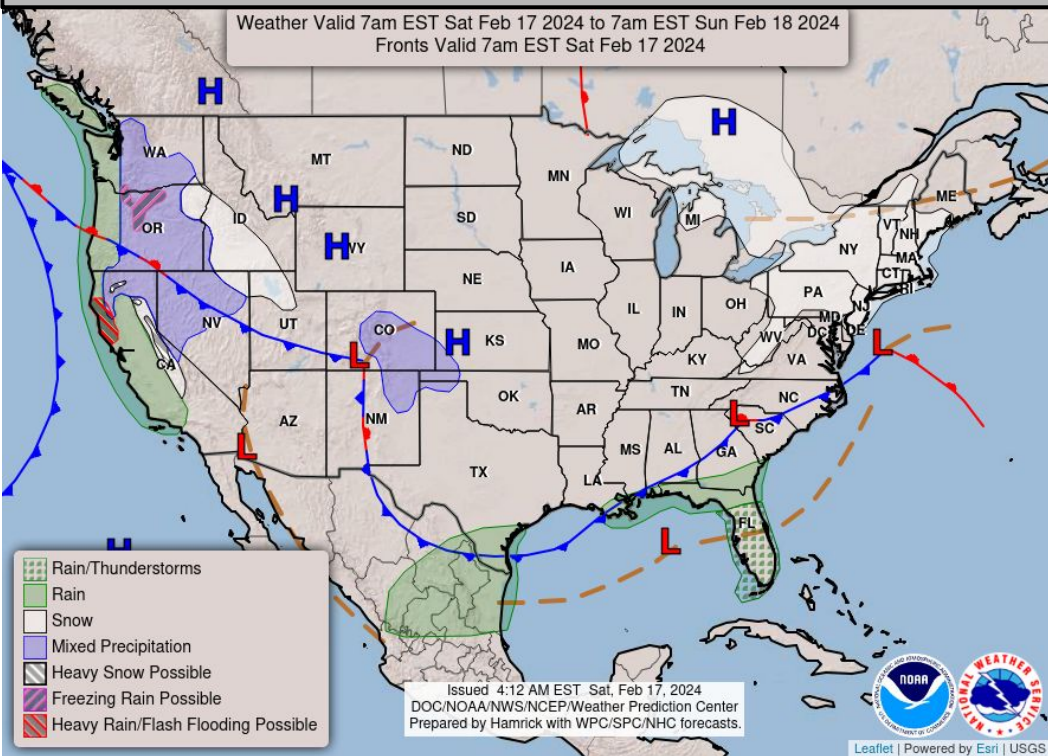 Weather Valid 7am EST Sat Feb 17 2024 to 7am EST Sun Feb 18 2024
Fronts Valid 7am EST Sat Feb 17 2024
H
H
WA
MT
ND
MN
ME
H
OR
ID
H
WY
SD
WI
MI
VT
NH
NY
MA
CT
RI
NE
IA
PA
NJ
NV
UT
CO
H
KS
IL
IN
OH
MD
DE
DC
WV
VA
L
L
CA
MO
KY
AZ
NM
OK
AR
TN
NC
L
SC
L
TX
MS
AL
GA
LA
FL
L
H
Rain/Thunderstorms
Rain
Snow
Mixed Precipitation
Heavy Snow Possible
Freezing Rain Possible
Heavy Rain/Flash Flooding Possible
Issued 4:12 AM EST Sat, Feb 17, 2024
DOC/NOAA/NWS/NCEP/Weather Prediction Center
Prepared by Hamrick with WPC/SPC/NHC forecasts.
NOAA
NATIONAL WEATHER SERVICE
Leaflet | Powered by Esri | USGS